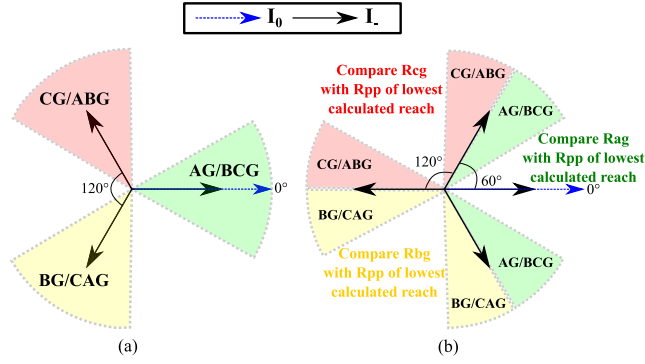 I0 I-
CG/ABG
AG/BCG
120°
0°
BG/CAG
(a)
Compare Rcg
with Rpp of lowest
calculated reach
CG/ABG
AG/BCG
Compare Rag
with Rpp of lowest
calculated reach
CG/ABG
120°
60°
0°
BG/CAG
Compare Rbg
with Rpp of lowest
calculated reach
AG/BCG
BG/CAG
(b)